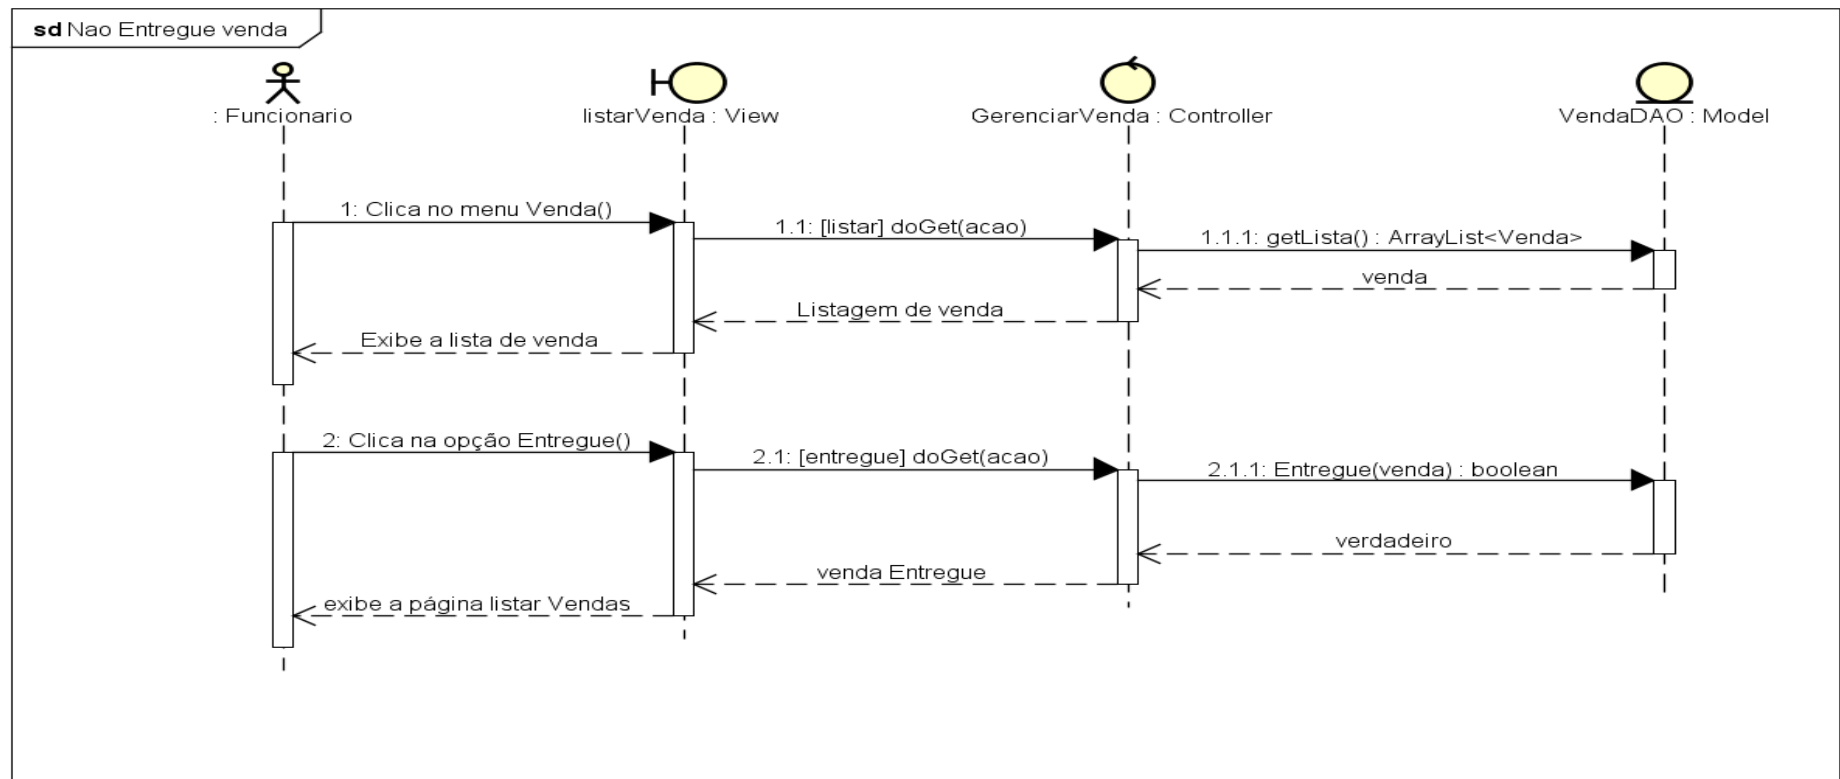 sd Nao Entregue venda
: Funcionario
listarVenda : View
GerenciarVenda : Controller
VendaDAO : Model
1: Clica no menu Venda()
1.1: [listar] doGet(acao)
1.1.1: getLista() : ArrayList<Venda>
venda
Listagem de venda
Exibe a lista de venda
2: Clica na opção Entregue()
2.1: [entregue] doGet(acao)
2.1.1: Entregue(venda) : boolean
verdadeiro
venda Entregue
exibe a página listar Vendas